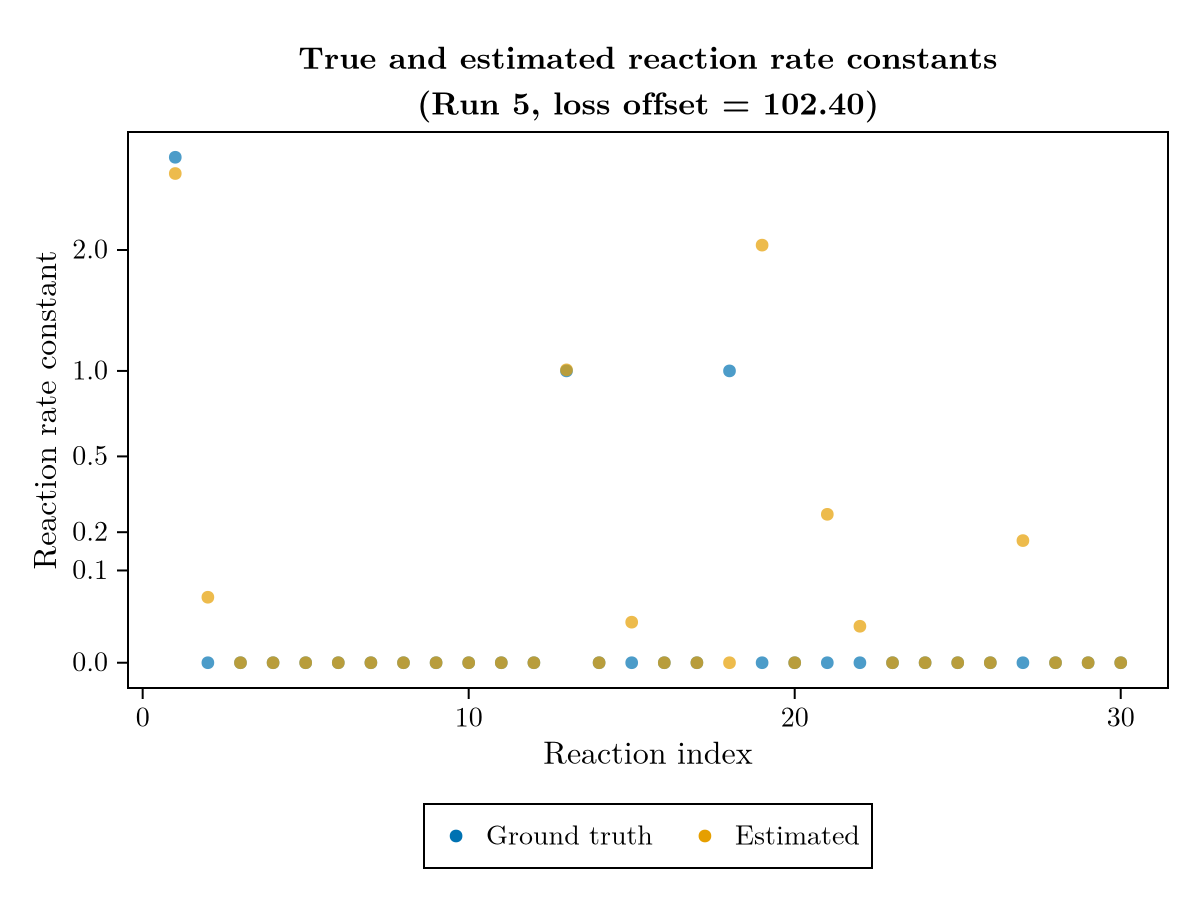 True and estimated reaction rate constants
(Run 5, loss offset = 102.40)
Reaction rate constant
2.0
1.0
0.5
0.2
0.1
0.0
0 10 20 30
Reaction index
Ground truth Estimated